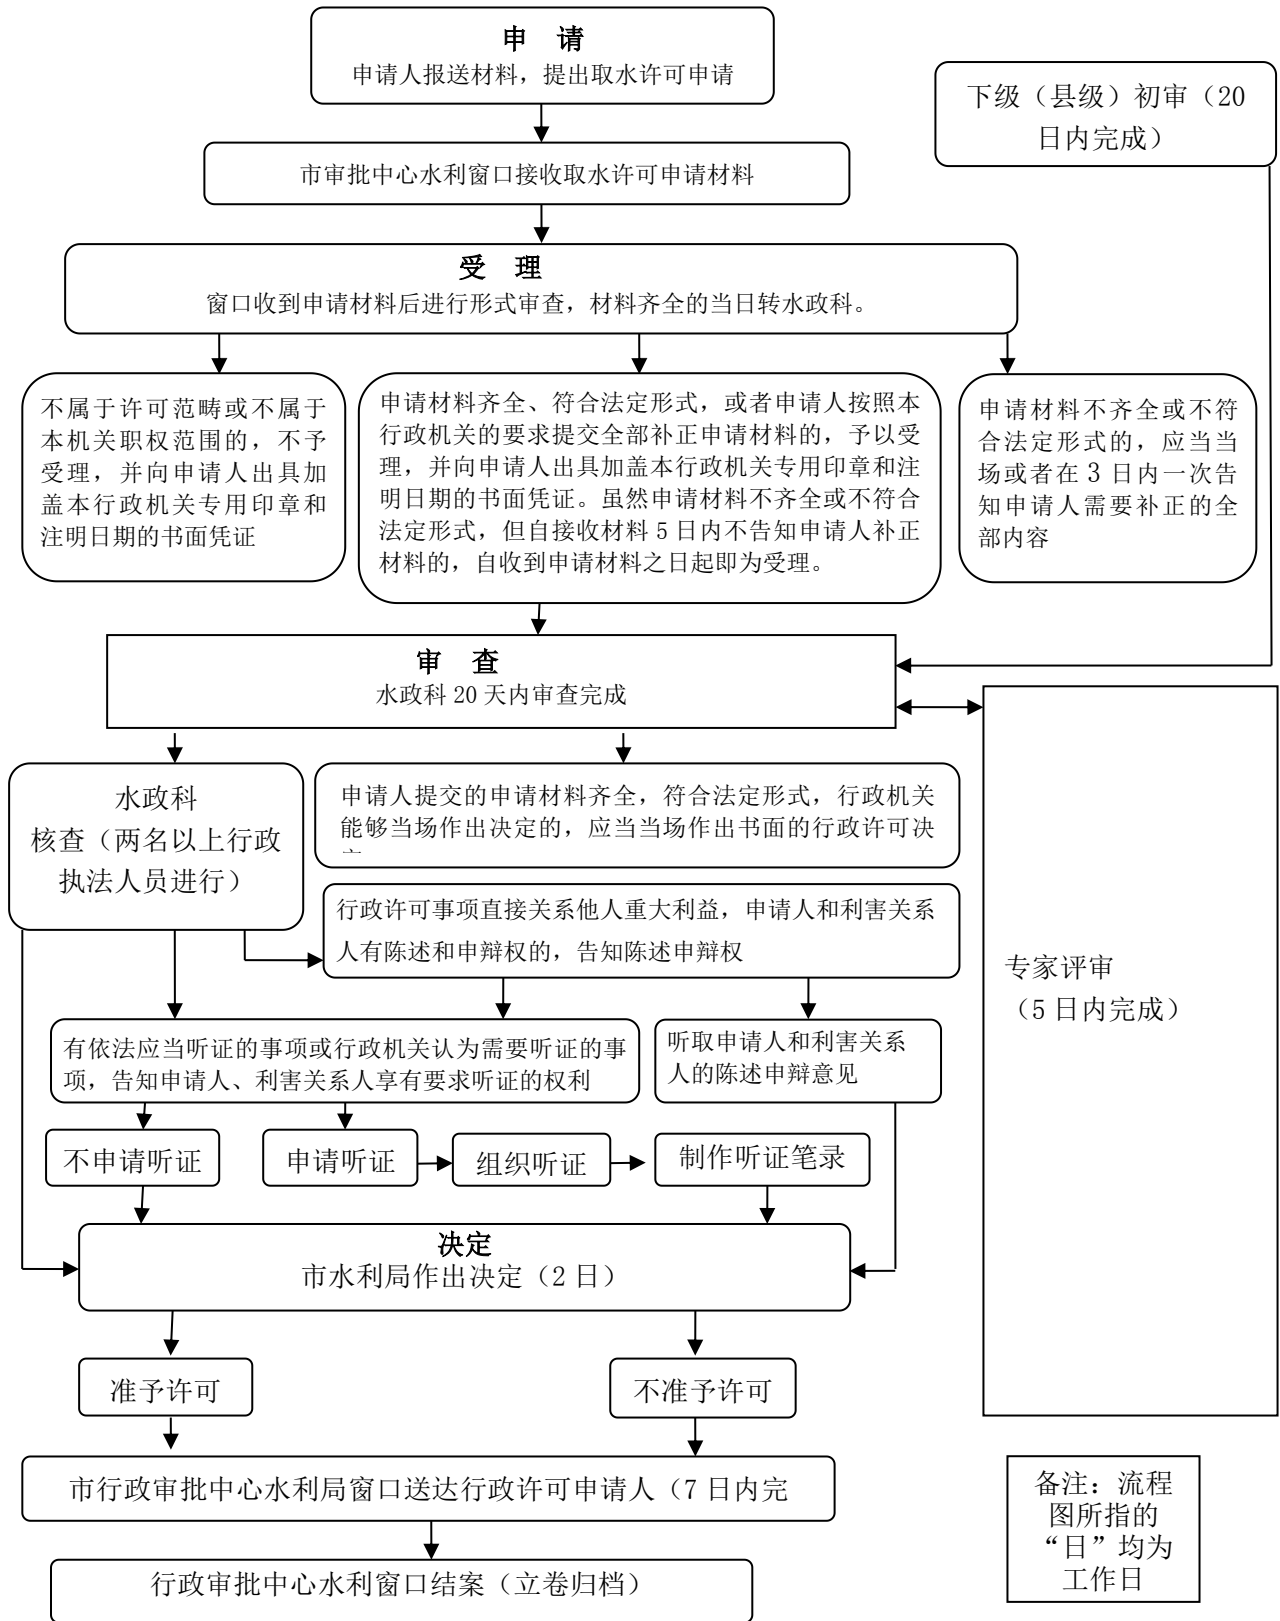 申 请
申请人报送材料，提出取水许可申请
下级（县级）初审（20
日内完成）
市审批中心水利窗口接收取水许可申请材料
受 理
窗口收到申请材料后进行形式审查，材料齐全的当日转水政科。
不属于许可范畴或不属于
本机关职权范围的，不予
受理，并向申请人出具加
盖本行政机关专用印章和
注明日期的书面凭证
申请材料齐全、符合法定形式，或者申请人按照本
行政机关的要求提交全部补正申请材料的，予以受
理，并向申请人出具加盖本行政机关专用印章和注
明日期的书面凭证。虽然申请材料不齐全或不符合
法定形式，但自接收材料 5 日内不告知申请人补正
材料的，自收到申请材料之日起即为受理。
申请材料不齐全或不符
合法定形式的，应当当
场或者在 3 日内一次告
知申请人需要补正的全
部内容
审 查
水政科 20 天内审查完成
水政科
核查（两名以上行政
执法人员进行）
申请人提交的申请材料齐全，符合法定形式，行政机关
能够当场作出决定的，应当当场作出书面的行政许可决
行政许可事项直接关系他人重大利益，申请人和利害关系
人有陈述和申辩权的，告知陈述申辩权
专家评审
（5 日内完成）
有依法应当听证的事项或行政机关认为需要听证的事
项，告知申请人、利害关系人享有要求听证的权利
听取申请人和利害关系
人的陈述申辩意见
不申请听证
申请听证
组织听证
制作听证笔录
决定
市水利局作出决定（2 日）
准予许可
不准予许可
市行政审批中心水利局窗口送达行政许可申请人（7 日内完
行政审批中心水利窗口结案（立卷归档）
备注：流程
图所指的
“日”均为
工作日